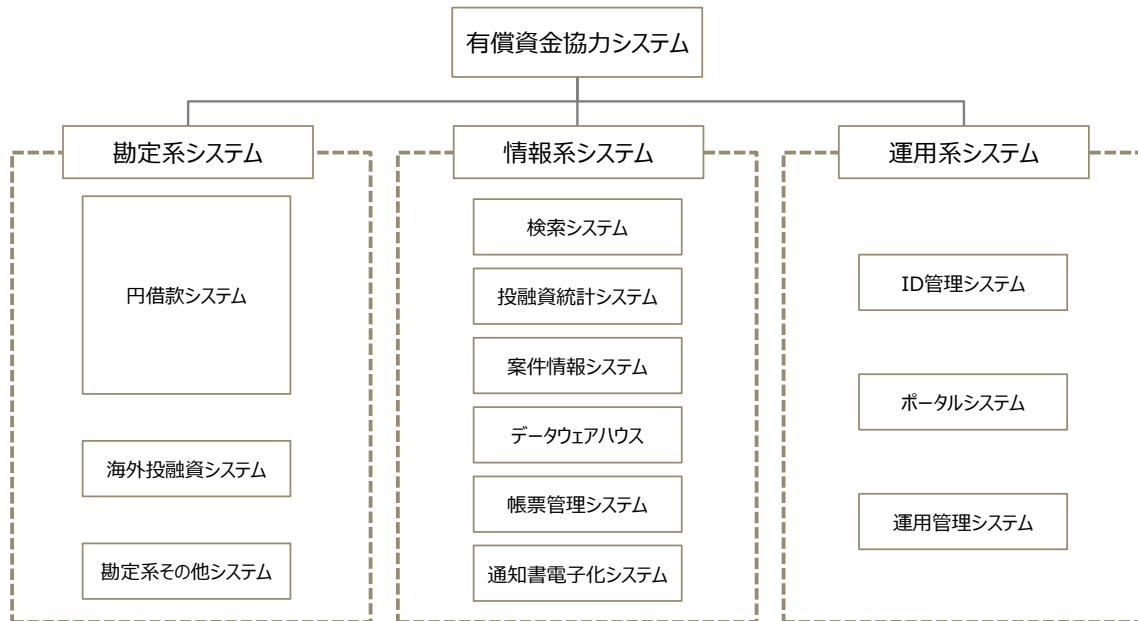 有償資金協力システム
勘定系システム
円借款システム
海外投融資システム
勘定系その他システム
情報系システム
検索システム
投融資統計システム
案件情報システム
データウェアハウス
帳票管理システム
通知書電子化システム
運用系システム
ID管理システム
ポータルシステム
運用管理システム